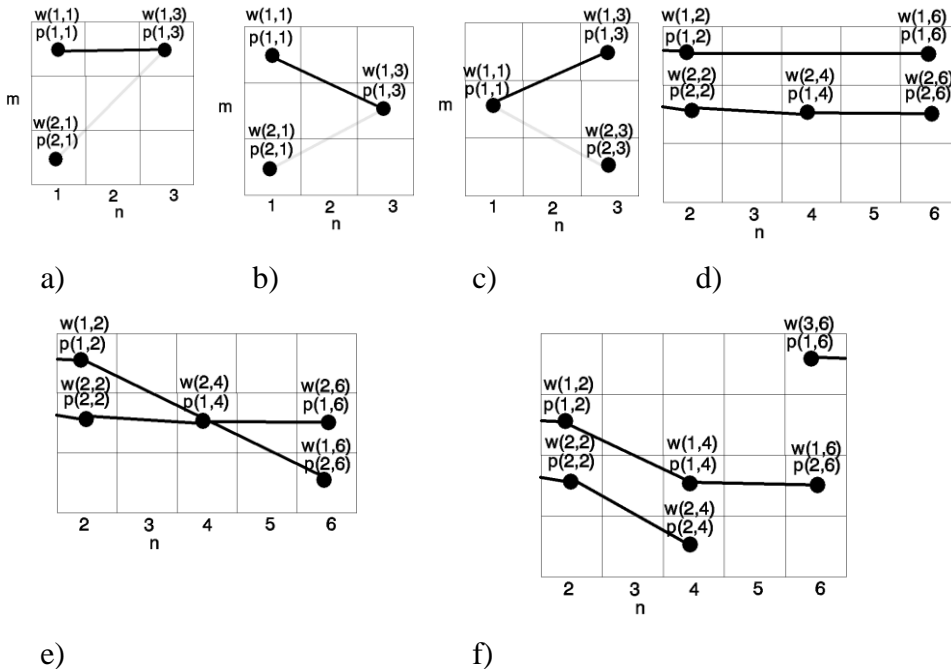 w(1,1)
p(1,1)
w(1,3)
p(1,3)
m
w(2,1)
p(2,1)
1 2 3
n
a)
w(1,1)
p(1,1)
w(1,3)
p(1,3)
w(2,1)
p(2,1)
1 2 3
n
b)
w(1,3)
p(1,3)
w(1,1)
p(1,1)
m
w(2,3)
p(2,3)
1 2 3
n
c)
w(1,2)
p(1,2)
w(1,6)
p(1,6)
w(2,2)
p(2,2)
w(2,4)
p(1,4)
w(2,6)
p(2,6)
2 3 4 5 6
n
d)
w(1,2)
p(1,2)
w(2,2)
p(2,2)
w(2,4)
p(1,4)
w(2,6)
p(1,6)
w(1,6)
p(2,6)
2 3 4 5 6
n
e)
w(3,6)
p(1,6)
w(1,2)
p(1,2)
w(2,2)
p(2,2)
w(1,4)
p(1,4)
w(1,6)
p(2,6)
w(2,4)
p(2,4)
2 3 4 5 6
n
f)